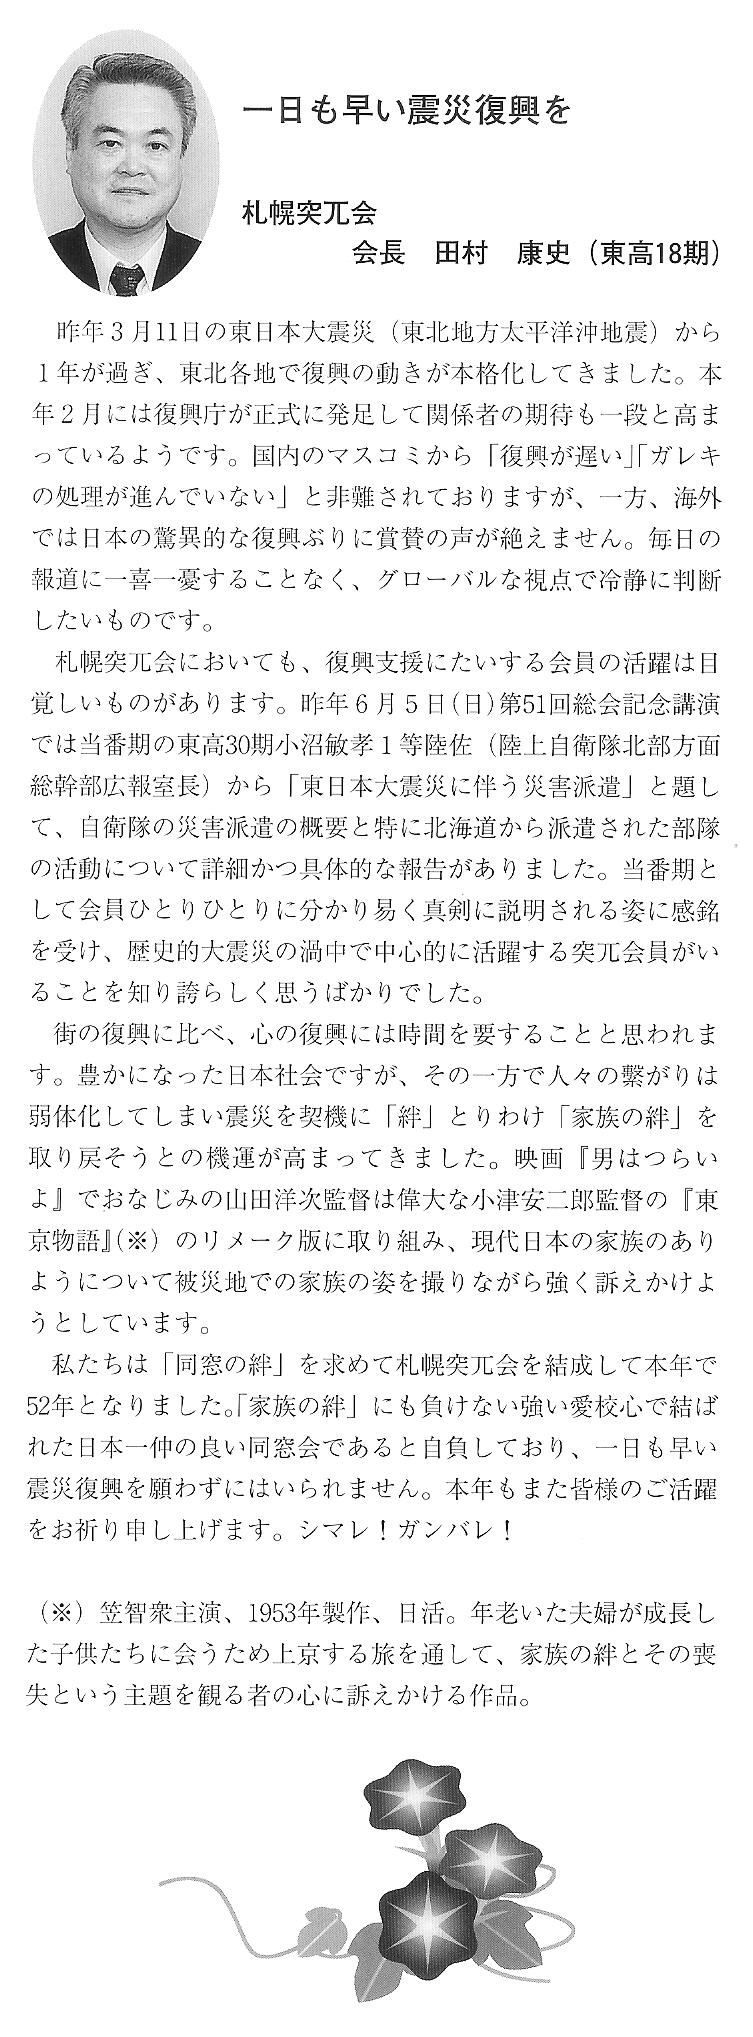 一日も早い震災復興を
札幌突兀会
会長　田村　康史（東高18期）
　昨年３月11日の東日本大震災（東北地方太平洋沖地震）から
１年が過ぎ、東北各地で復興の動きが本格化してきました。本
年２月には復興庁が正式に発足して関係者の期待も一段と高ま
っているようです。国内のマスコミから「復興が遅い」「ガレキ
の処理が進んでいない」と非難されておりますが、一方、海外
では日本の驚異的な復興ぶりに賞賛の声が絶えません。毎日の
報道に一喜一憂することなく、グローバルな視点で冷静に判断
したいものです。
　札幌突兀会においても、復興支援にたいする会員の活躍は目
覚しいものがあります。昨年６月５日（日）第51回総会記念講演
では当番期の東高30期小沼敏孝１等陸佐（陸上自衛隊北部方面
総幹部広報室長）から「東日本大震災に伴う災害派遣」と題し
て、自衛隊の災害派遣の概要と特に北海道から派遣された部隊
の活動について詳細かつ具体的な報告がありました。当番期と
して会員ひとりひとりに分かり易く真剣に説明される姿に感銘
を受け、歴史的大震災の渦中で中心的に活躍する突兀会員がい
ることを知り誇らしく思うばかりでした。
　街の復興に比べ、心の復興には時間を要することと思われま
す。豊かになった日本社会ですが、その一方で人々の繋がりは
弱体化してしまい震災を契機に「絆」とりわけ「家族の絆」を
取り戻そうとの機運が高まってきました。映画『男はつらい
よ』でおなじみの山田洋次監督は偉大な小津安二郎監督の『東
京物語』（※）のリメーク版に取り組み、現代日本の家族のあり
ようについて被災地での家族の姿を撮りながら強く訴えかけよ
うとしています。
　私たちは「同窓の絆」を求めて札幌突兀会を結成して本年で
52年となりました。「家族の絆」にも負けない強い愛校心で結ば
れた日本一仲の良い同窓会であると自負しており、一日も早い
震災復興を願わずにはいられません。本年もまた皆様のご活躍
をお祈り申し上げます。シマレ！ガンバレ！
（※）笠智衆主演、1953年製作、日活。年老いた夫婦が成長し
た子供たちに会うため上京する旅を通して、家族の絆とその喪
失という主題を観る者の心に訴えかける作品。